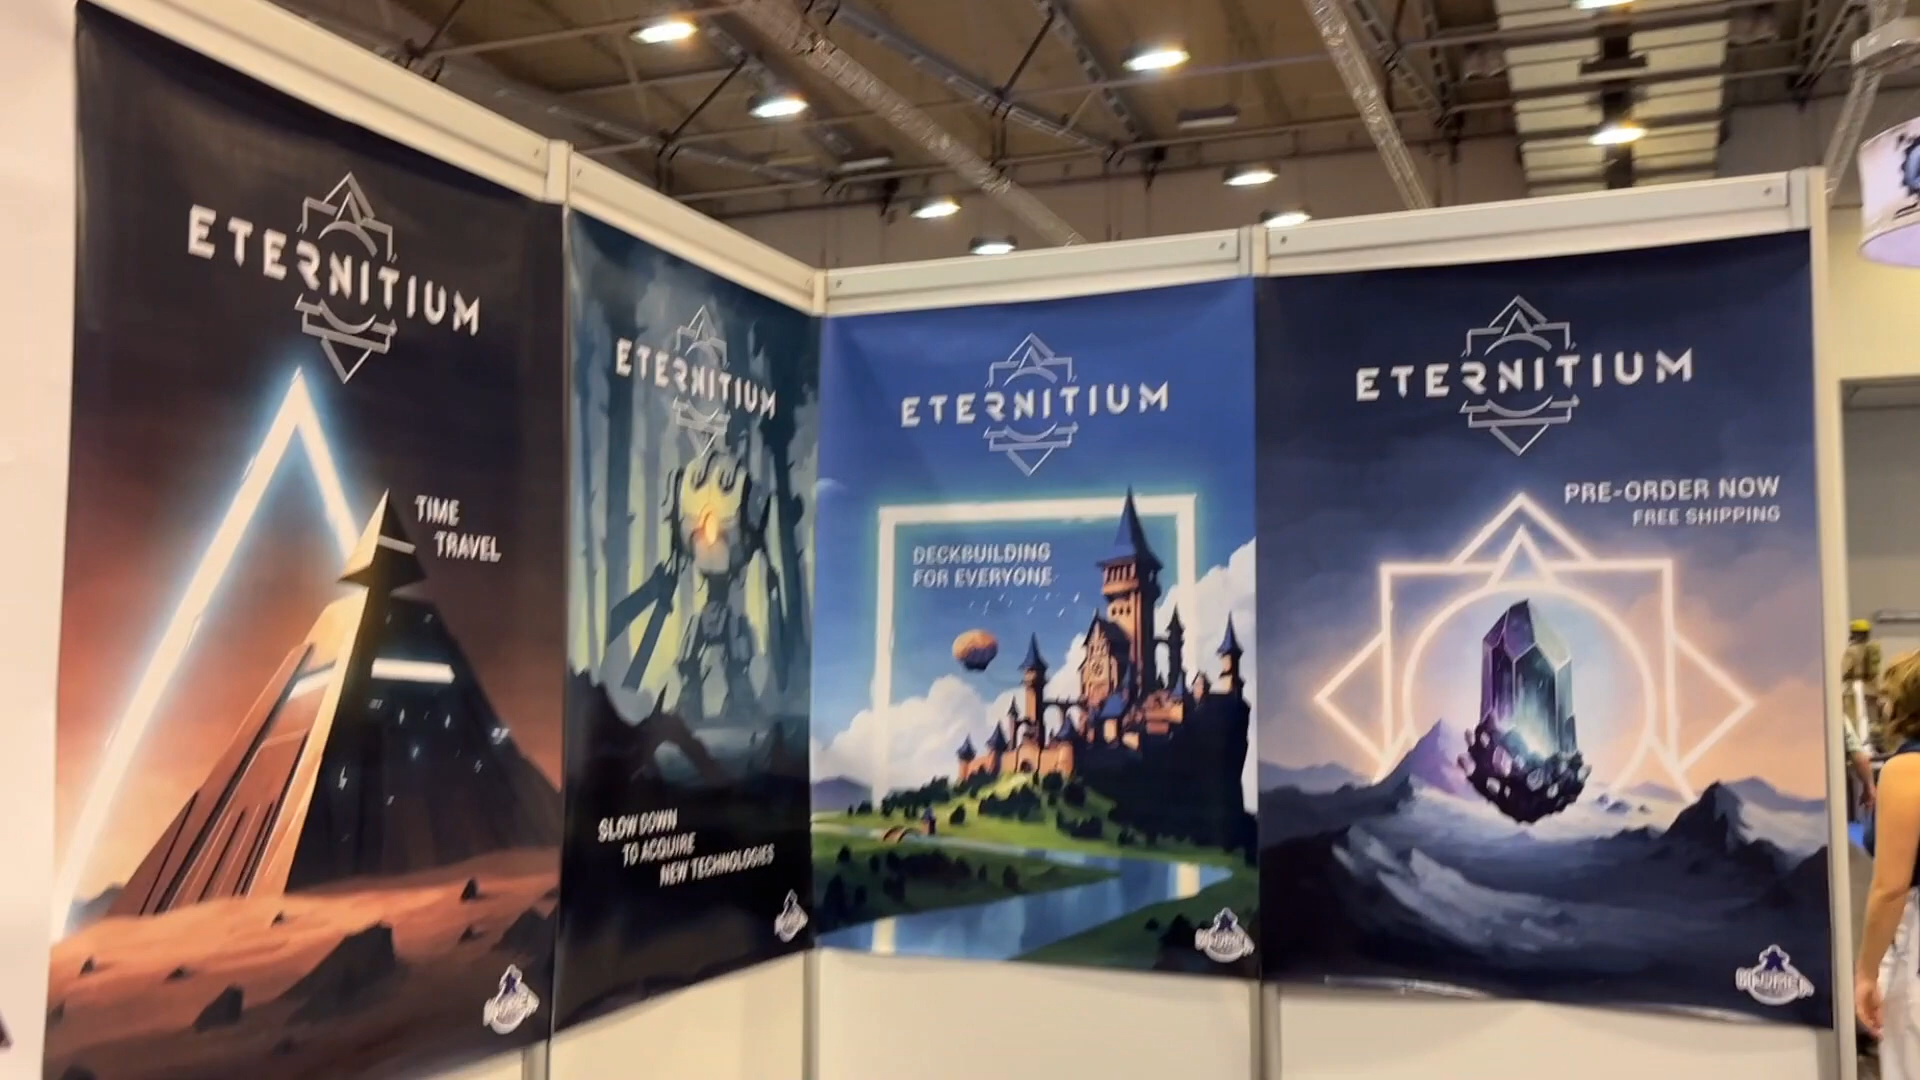 ETERNITIUM
TIME
TRAVEL
ETERNITIUM
SLOW DOWN
TO ACQUIRE
NEW TECHNOLOGIES
ETERNITIUM
DECKBUILDING
FOR EVERYONE
ETERNITIUM
PRE-ORDER NOW
FREE SHIPPING